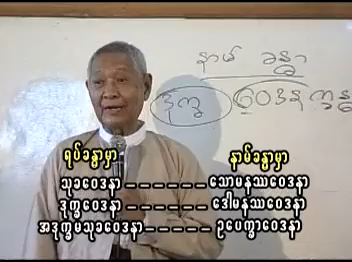 နာမ် ခန္ဓာ
ဒုက္ခ ဝေဒနာက္ခန္ဓ
ရုပ်ခန္ဓာမှာ နာမ်ခန္ဓာမှာ
သုခဝေဒနာ – – – – – – သောမနဿဝေဒနာ
ဒုက္ခဝေဒနာ – – – – – – ဒေါမနဿဝေဒနာ
အဒုက္ခမသုခဝေဒနာ – – – – – ဥပေက္ခာဝေဒနာ